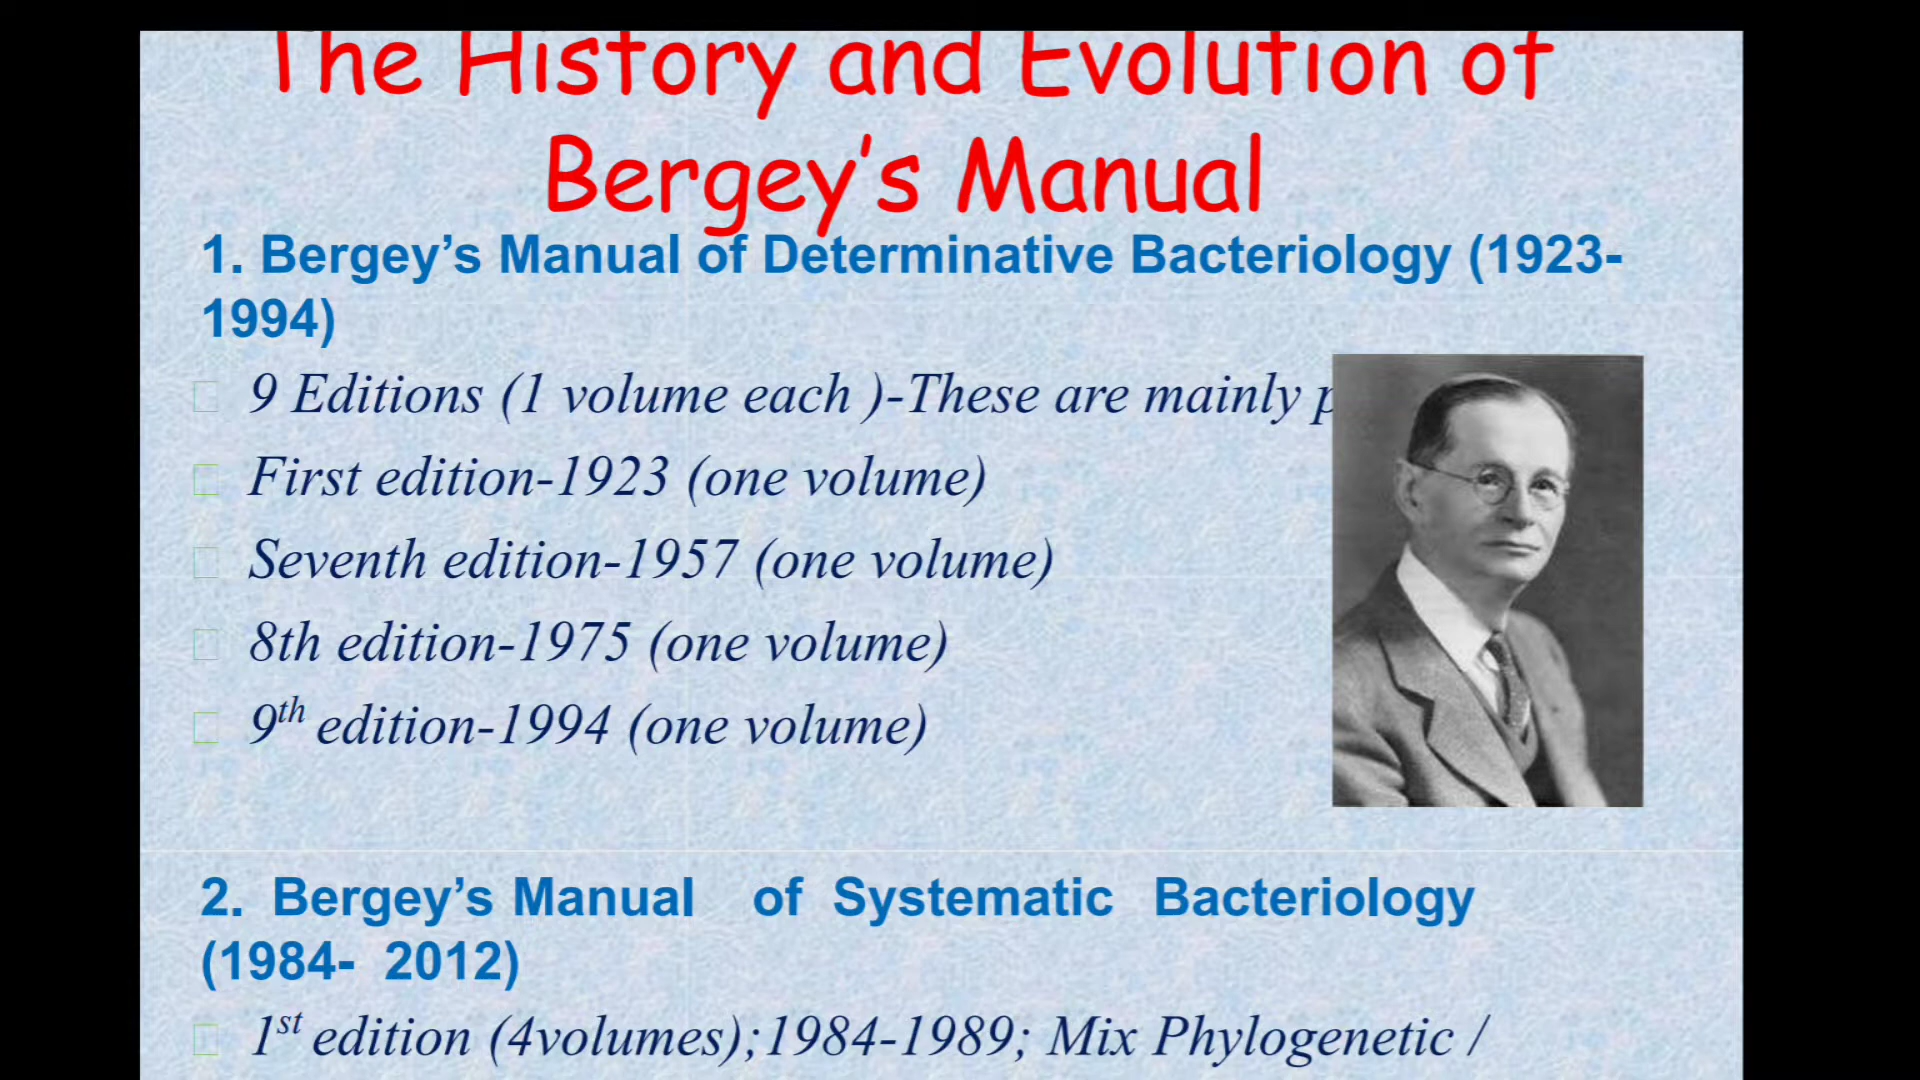 The History and Evolution of
Bergey's Manual
1. Bergey’s Manual of Determinative Bacteriology (1923-
1994)
9 Editions (1 volume each )-These are mainly
First edition-1923 (one volume)
Seventh edition-1957 (one volume)
8th edition-1975 (one volume)
9th edition-1994 (one volume)
2. Bergey’s Manual of Systematic Bacteriology
(1984- 2012)
1st edition (4volumes);1984-1989; Mix Phylogenetic /